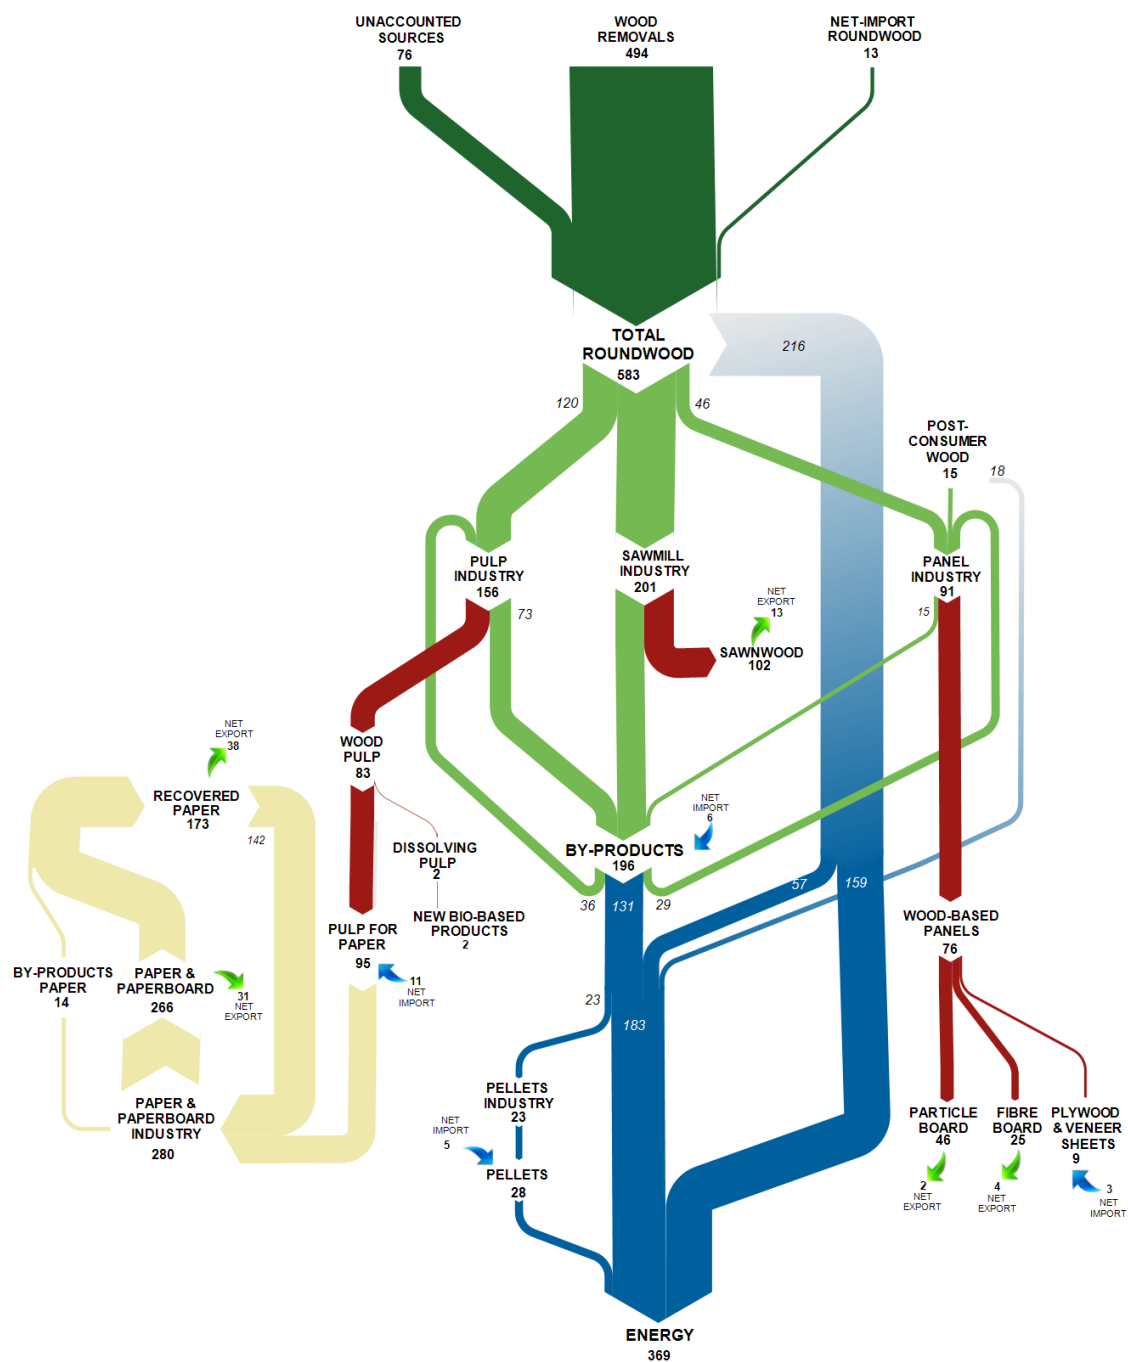 UNACCOUNTED
SOURCES
76
WOOD
REMOVALS
494
NET-IMPORT
ROUNDWOOD
13
TOTAL
ROUNDWOOD
583
216
120
46
POST-
CONSUMER
WOOD
15
18
PULP
INDUSTRY
156
SAWMILL
INDUSTRY
201
PANEL
INDUSTRY
91
NET
EXPORT
13
73
15
SAWNWOOD
102
NET
EXPORT
38
WOOD
PULP
83
RECOVERED
PAPER
173
142
NET
IMPORT
6
DISSOLVING
PULP
2
BY-PRODUCTS
196
57
159
36
131
29
NEW BIO-BASED
PRODUCTS
2
PULP FOR
PAPER
95
WOOD-BASED
PANELS
76
BY-PRODUCTS
PAPER
14
PAPER &
PAPERBOARD
266
31
NET
EXPORT
11
NET
IMPORT
23
183
PAPER &
PAPERBOARD
INDUSTRY
280
PELLETS
INDUSTRY
23
NET
IMPORT
5
PELLETS
28
PARTICLE
BOARD
46
FIBRE
BOARD
25
PLYWOOD
& VENEER
SHEETS
9
2
NET
EXPORT
4
NET
EXPORT
3
NET
IMPORT
ENERGY
369